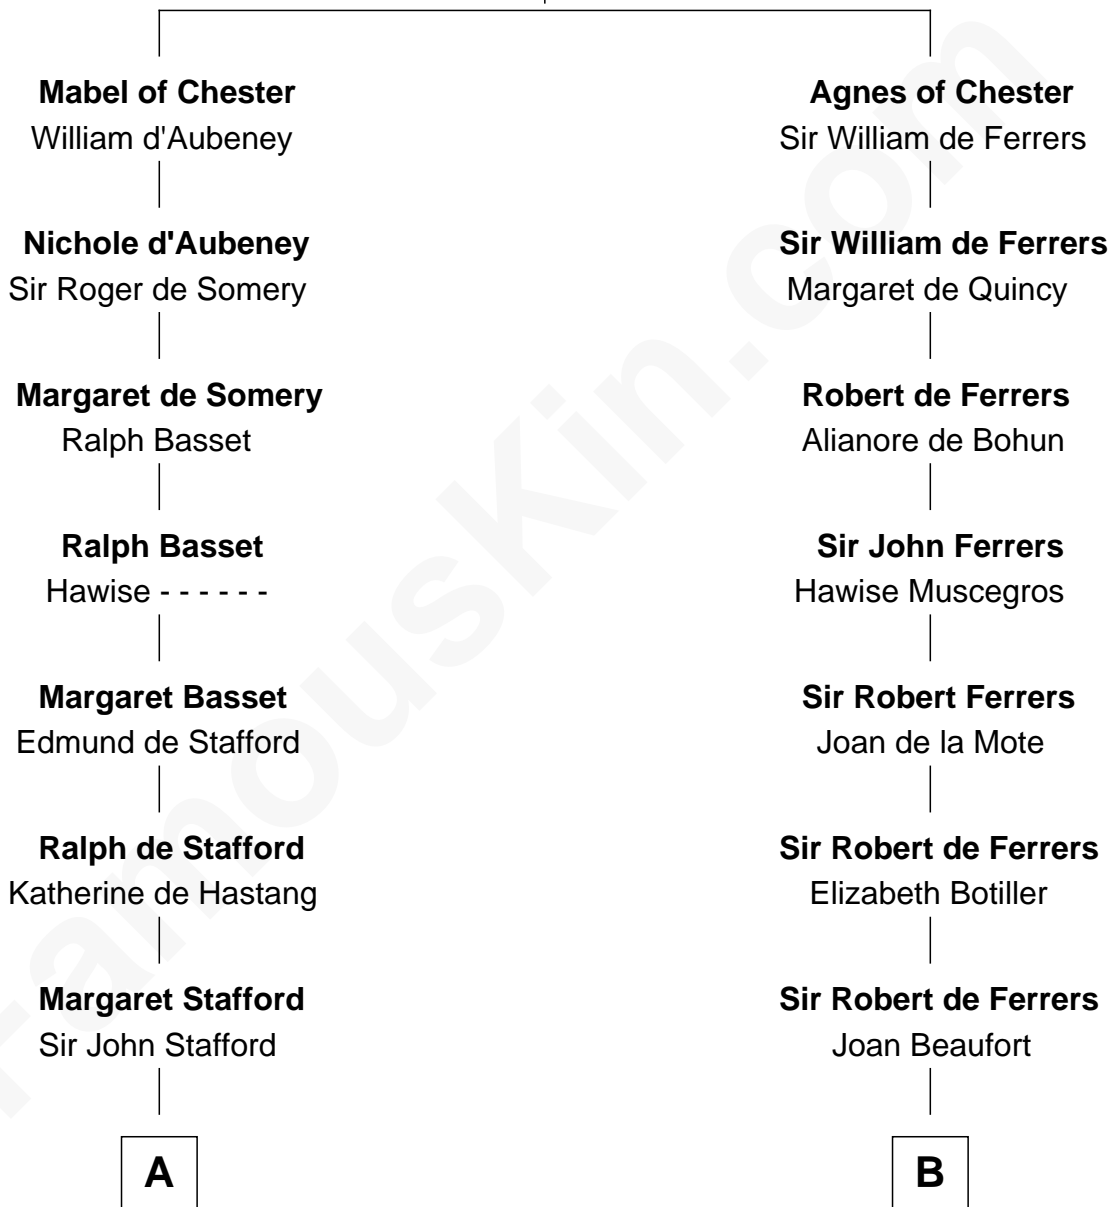 Mabel of Chester
William d'Aubeney
Agnes of Chester
Sir William de Ferrers
Nichole d'Aubeney
Sir Roger de Somery
Sir William de Ferrers
Margaret de Quincy
Margaret de Somery
Ralph Basset
Robert de Ferrers
Alianore de Bohun
Ralph Basset
Hawise - - - - - -
Sir John Ferrers
Hawise Muscegros
Margaret Basset
Edmund de Stafford
Sir Robert Ferrers
Joan de la Mote
Ralph de Stafford
Katherine de Hastang
Sir Robert de Ferrers
Elizabeth Botiller
Margaret Stafford
Sir John Stafford
Sir Robert de Ferrers
Joan Beaufort
A
B
FamousKin.com